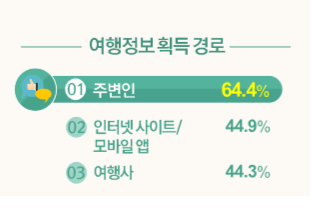 여행정보 획득 경로
01 주변인 64.4%
02 인터넷 사이트/ 44.9%
모바일 앱
03 여행사 44.3%